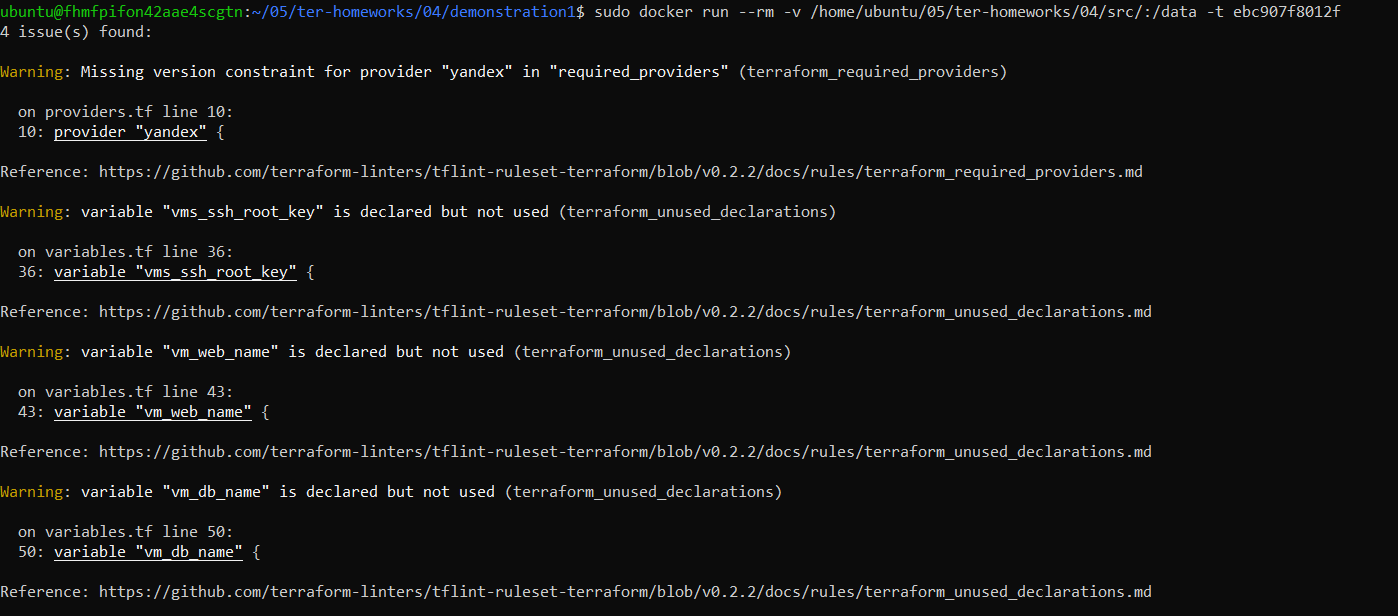 ubuntu@fhmfpifon42aae4scgtn:~/05/ter-homeworks/04/demonstration1$ sudo docker run --rm -v /home/ubuntu/05/ter-homeworks/04/src/:/data -t ebc907f8012f
4 issue(s) found:
Warning: Missing version constraint for provider "yandex" in "required_providers" (terraform_required_providers)
on providers.tf line 10:
10: provider "yandex" {
Reference: https://github.com/terraform-linters/tflint-ruleset-terraform/blob/v0.2.2/docs/rules/terraform_required_providers.md
Warning: variable "vms_ssh_root_key" is declared but not used (terraform_unused_declarations)
on variables.tf line 36:
36: variable "vms_ssh_root_key" {
Reference: https://github.com/terraform-linters/tflint-ruleset-terraform/blob/v0.2.2/docs/rules/terraform_unused_declarations.md
Warning: variable "vm_web_name" is declared but not used (terraform_unused_declarations)
on variables.tf line 43:
43: variable "vm_web_name" {
Reference: https://github.com/terraform-linters/tflint-ruleset-terraform/blob/v0.2.2/docs/rules/terraform_unused_declarations.md
Warning: variable "vm_db_name" is declared but not used (terraform_unused_declarations)
on variables.tf line 50:
50: variable "vm_db_name" {
Reference: https://github.com/terraform-linters/tflint-ruleset-terraform/blob/v0.2.2/docs/rules/terraform_unused_declarations.md